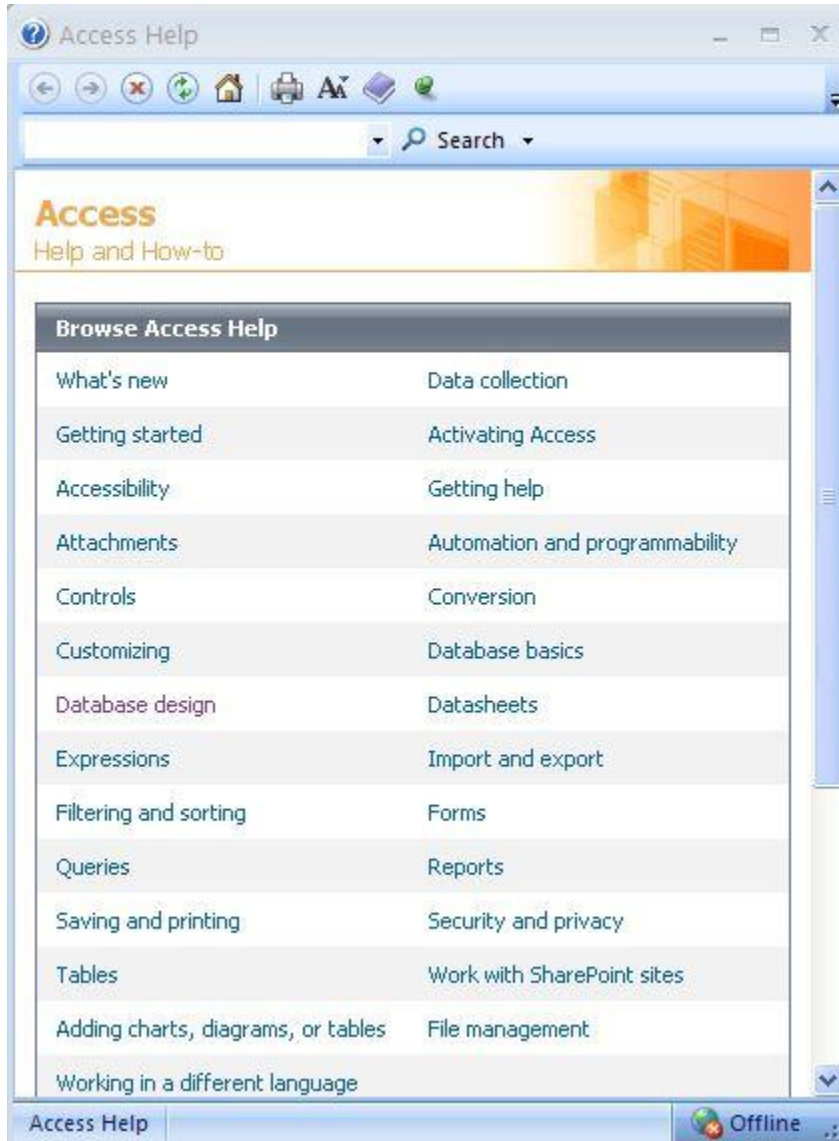 Access Help
Search
Access
Help and How-to
Browse Access Help
What's new Data collection
Getting started Activating Access
Accessibility Getting help
Attachments Automation and programmability
Controls Conversion
Customizing Database basics
Database design Datasheets
Expressions Import and export
Filtering and sorting Forms
Queries Reports
Saving and printing Security and privacy
Tables Work with SharePoint sites
Adding charts, diagrams, or tables File management
Working in a different language
Access Help Offline